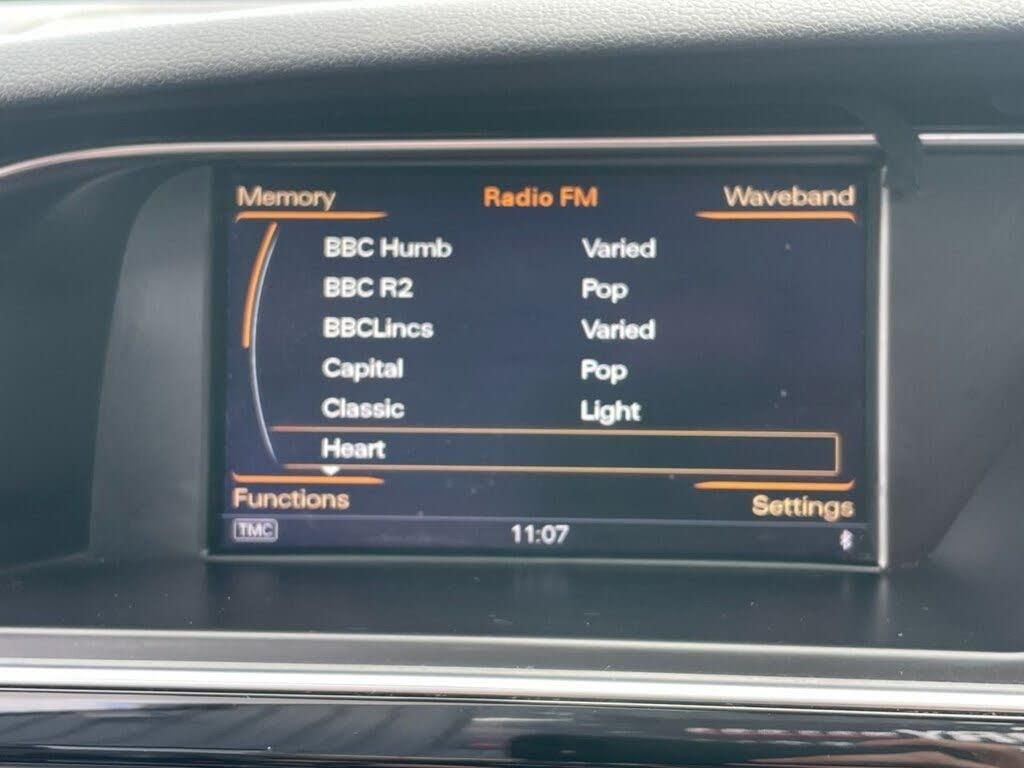 Memory Radio FM Waveband
BBC Humb Varied
BBC R2 Pop
BBCLincs Varied
Capital Pop
Classic Light
Heart
Functions Settings
TMC 11:07